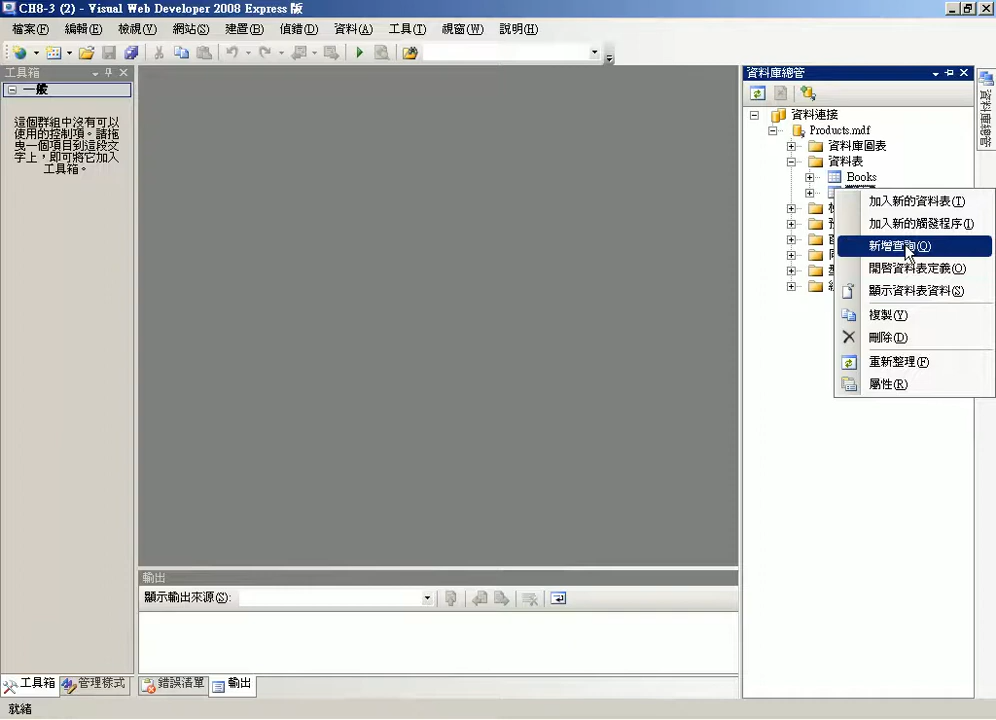 CH8-3 (2) - Visual Web Developer 2008 Express 版
檔案(F) 編輯(E) 檢視(V) 網站(S) 建置(B) 偵錯(D) 資料(A) 工具(T) 視窗(W) 說明(H)
工具箱
一般
這個群組中沒有可以
使用的控制項。請拖
曳一個項目到這段文
字上，即可將它加入
工具箱。
資料庫總管
資料連接
Products.mdf
資料庫圖表
資料表
Books
加入新的資料表(T)
加入新的觸發程序(I)
新增查詢(Q)
開啟資料表定義(O)
顯示資料表資料(S)
複製(Y)
刪除(D)
重新整理(F)
屬性(R)
資料庫總管
輸出
顯示輸出來源(S):
工具箱 管理樣式 錯誤清單 輸出
就緒